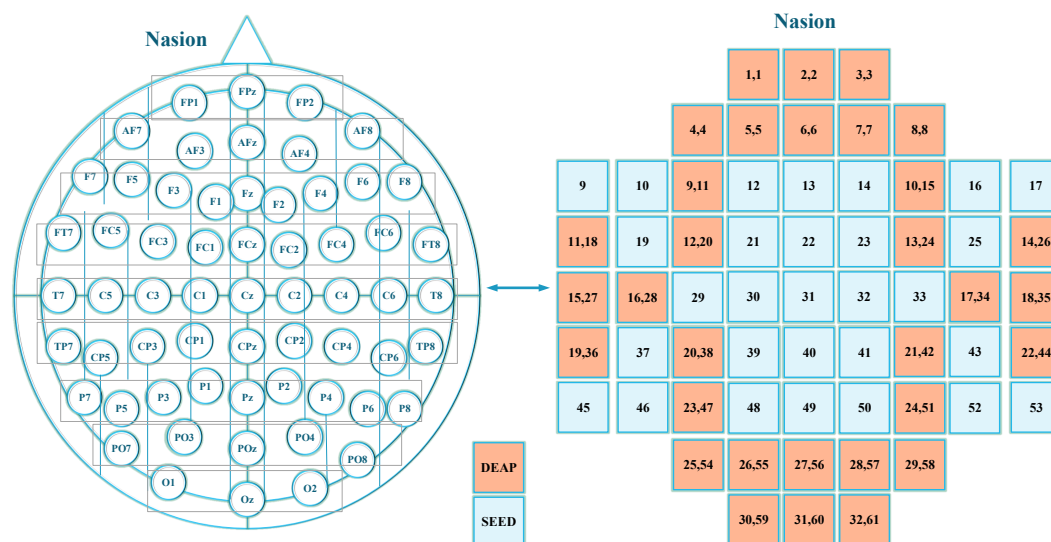 Nasion
FPz
FP1 FP2
AF7 AF8
AFz
AF3 AF4
F7 F5 F6 F8
F3 Fz F4
F1 F2
FT7 FC5 FC6 FT8
FC3 FC1 FCz FC2 FC4
T7 C5 C3 C1 Cz C2 C4 C6 T8
TP7 CP3 CP1 CPz CP2 CP4 TP8
CP5 CP6
P7 P3 P1 Pz P2 P4
P5 P6 P8
PO3 PO4
PO7 POz PO8
O1 O2
Oz
DEAP
SEED
Nasion
1,1 2,2 3,3
4,4 5,5 6,6 7,7 8,8
9 10 9,11 12 13 14 10,15 16 17
11,18 19 12,20 21 22 23 13,24 25 14,26
15,27 16,28 29 30 31 32 33 17,34 18,35
19,36 37 20,38 39 40 41 21,42 43 22,44
45 46 23,47 48 49 50 24,51 52 53
25,54 26,55 27,56 28,57 29,58
30,59 31,60 32,61